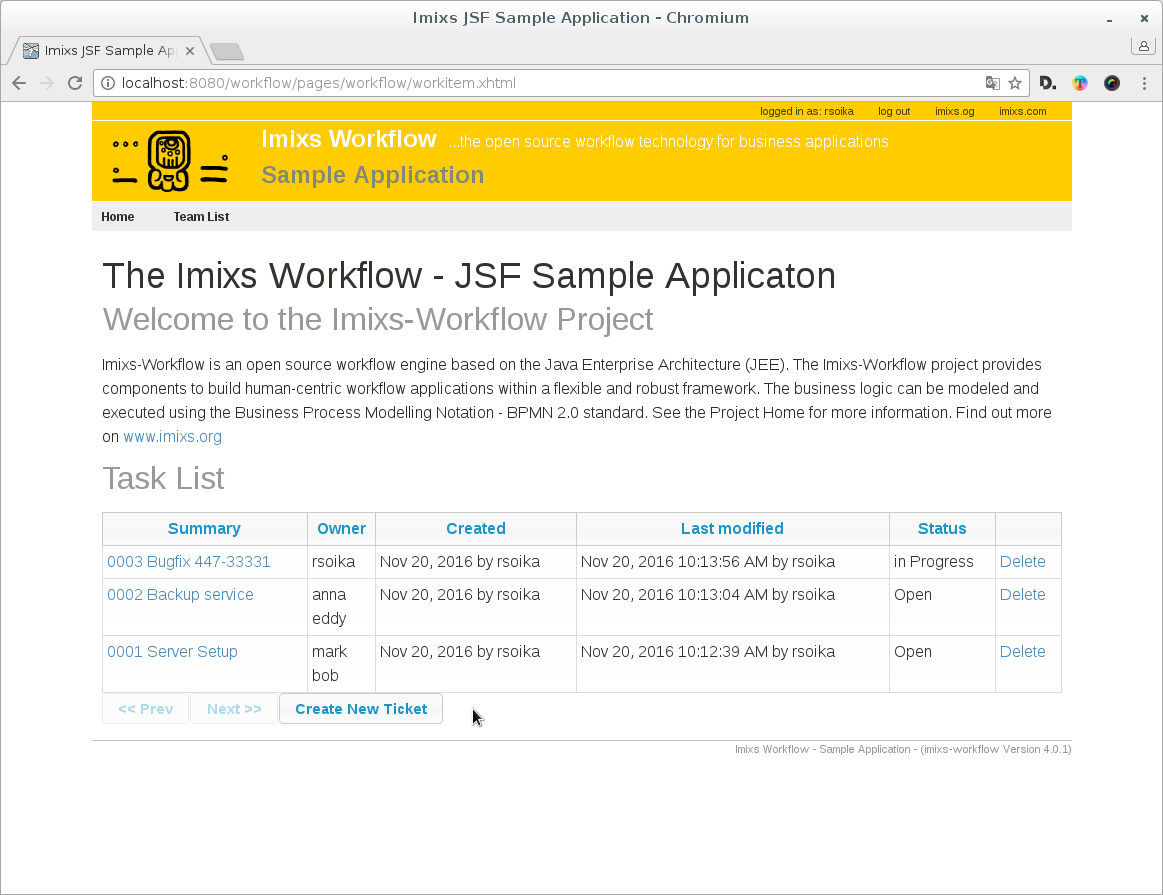 Imixs JSF Sample Application - Chromium
Imixs JSF Sample Ap
localhost:8080/workflow/pages/workflow/workitem.xhtml
D.
T
logged in as: rsoika log out imixs.og imixs.com
Imixs Workflow ...the open source workflow technology for business applications
Sample Application
Home Team List
The Imixs Workflow - JSF Sample Applicaton
Welcome to the Imixs-Workflow Project
Imixs-Workflow is an open source workflow engine based on the Java Enterprise Architecture (JEE). The Imixs-Workflow project provides
components to build human-centric workflow applications within a flexible and robust framework. The business logic can be modeled and
executed using the Business Process Modelling Notation - BPMN 2.0 standard. See the Project Home for more information. Find out more
on www.imixs.org
Task List
Summary Owner Created Last modified Status
0003 Bugfix 447-33331 rsoika Nov 20, 2016 by rsoika Nov 20, 2016 10:13:56 AM by rsoika in Progress Delete
0002 Backup service anna Nov 20, 2016 by rsoika Nov 20, 2016 10:13:04 AM by rsoika Open Delete
eddy
0001 Server Setup mark Nov 20, 2016 by rsoika Nov 20, 2016 10:12:39 AM by rsoika Open Delete
bob
<< Prev Next >> Create New Ticket
Imixs Workflow - Sample Application - (imixs-workflow Version 4.0.1)